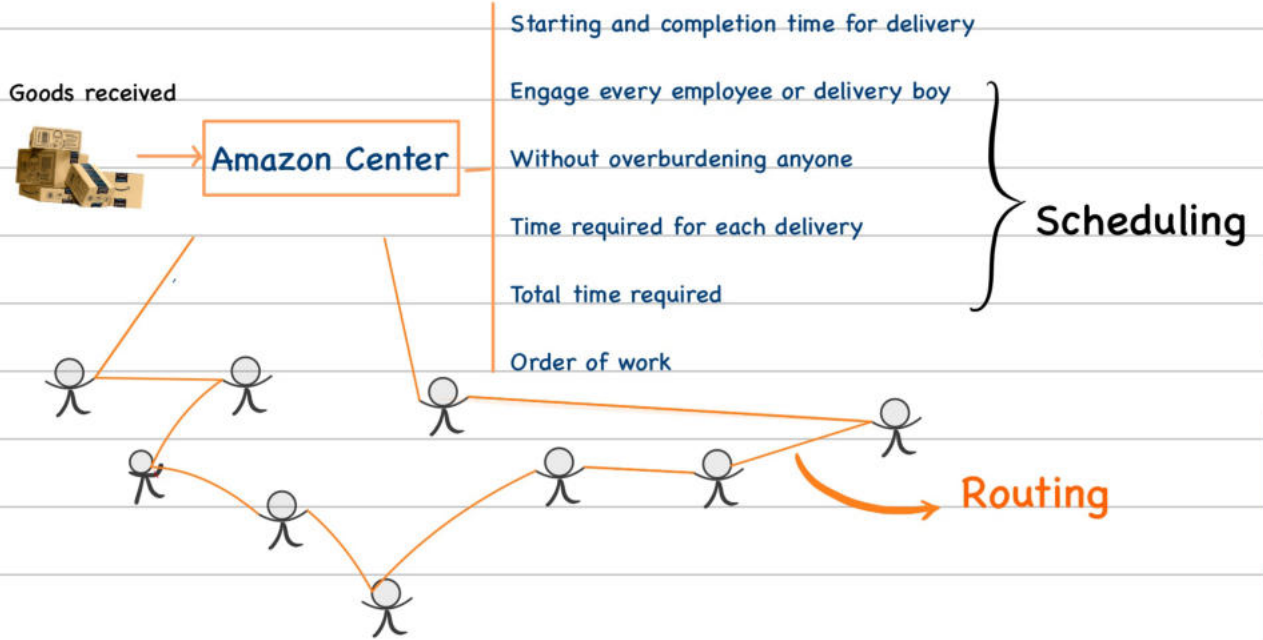 Starting and completion time for delivery
Goods received
Engage every employee or delivery boy
Amazon Center
Without overburdening anyone
Scheduling
Time required for each delivery
Total time required
Order of work
Routing